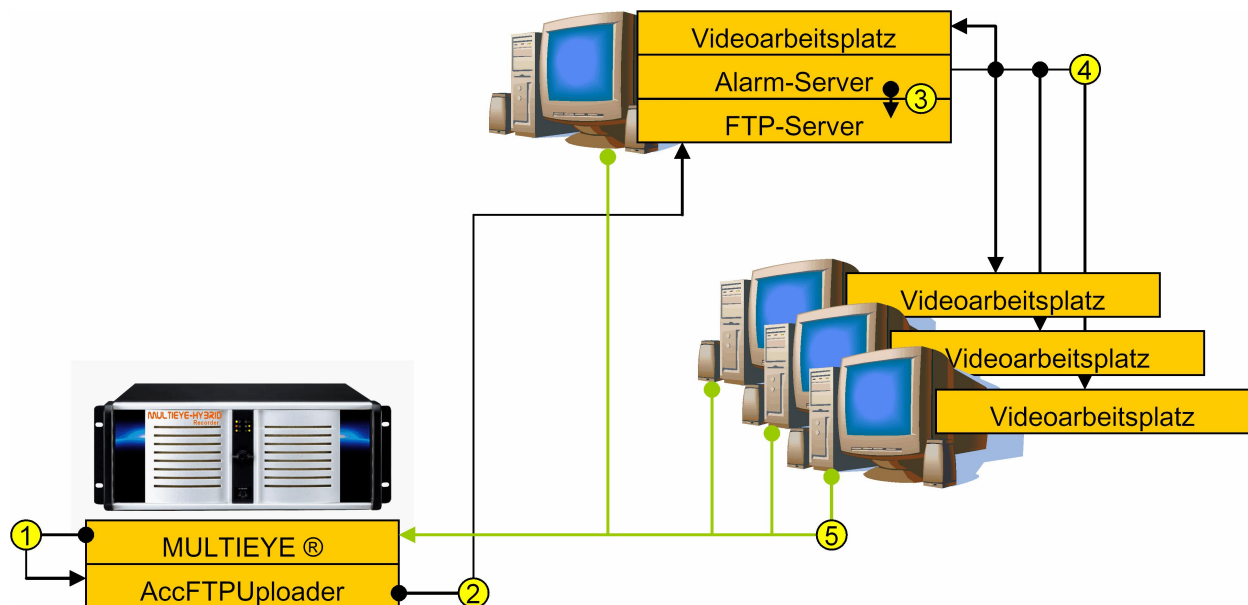 Videoarbeitsplatz
Alarm-Server
FTP-Server
3
4
Videoarbeitsplatz
Videoarbeitsplatz
Videoarbeitsplatz
MULTIEYE-HYBRID
Recorder
1
MULTIEYE ®
AccFTPUploader
2
5